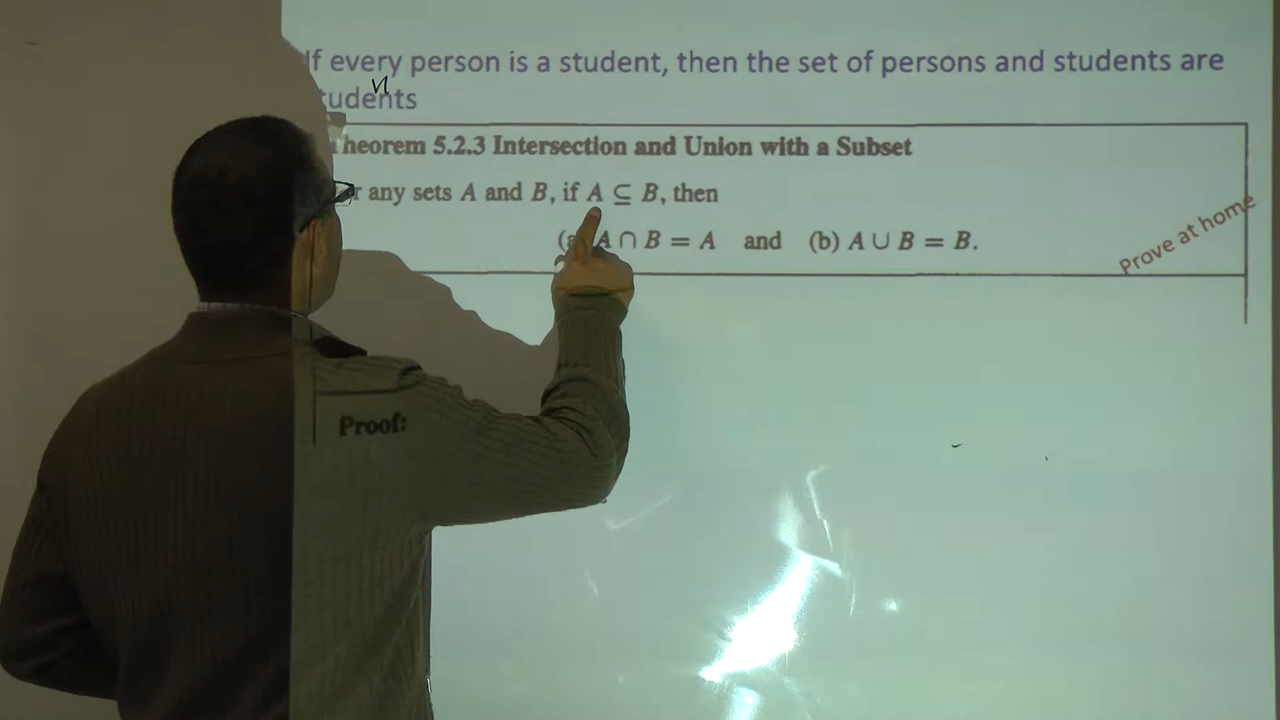 If every person is a student, then the set of persons and students are
tudents
Theorem 5.2.3 Intersection and Union with a Subset
any sets A and B, if A ⊆ B, then
(a) A ∩ B = A and (b) A ∪ B = B.
Prove at home
Proof: